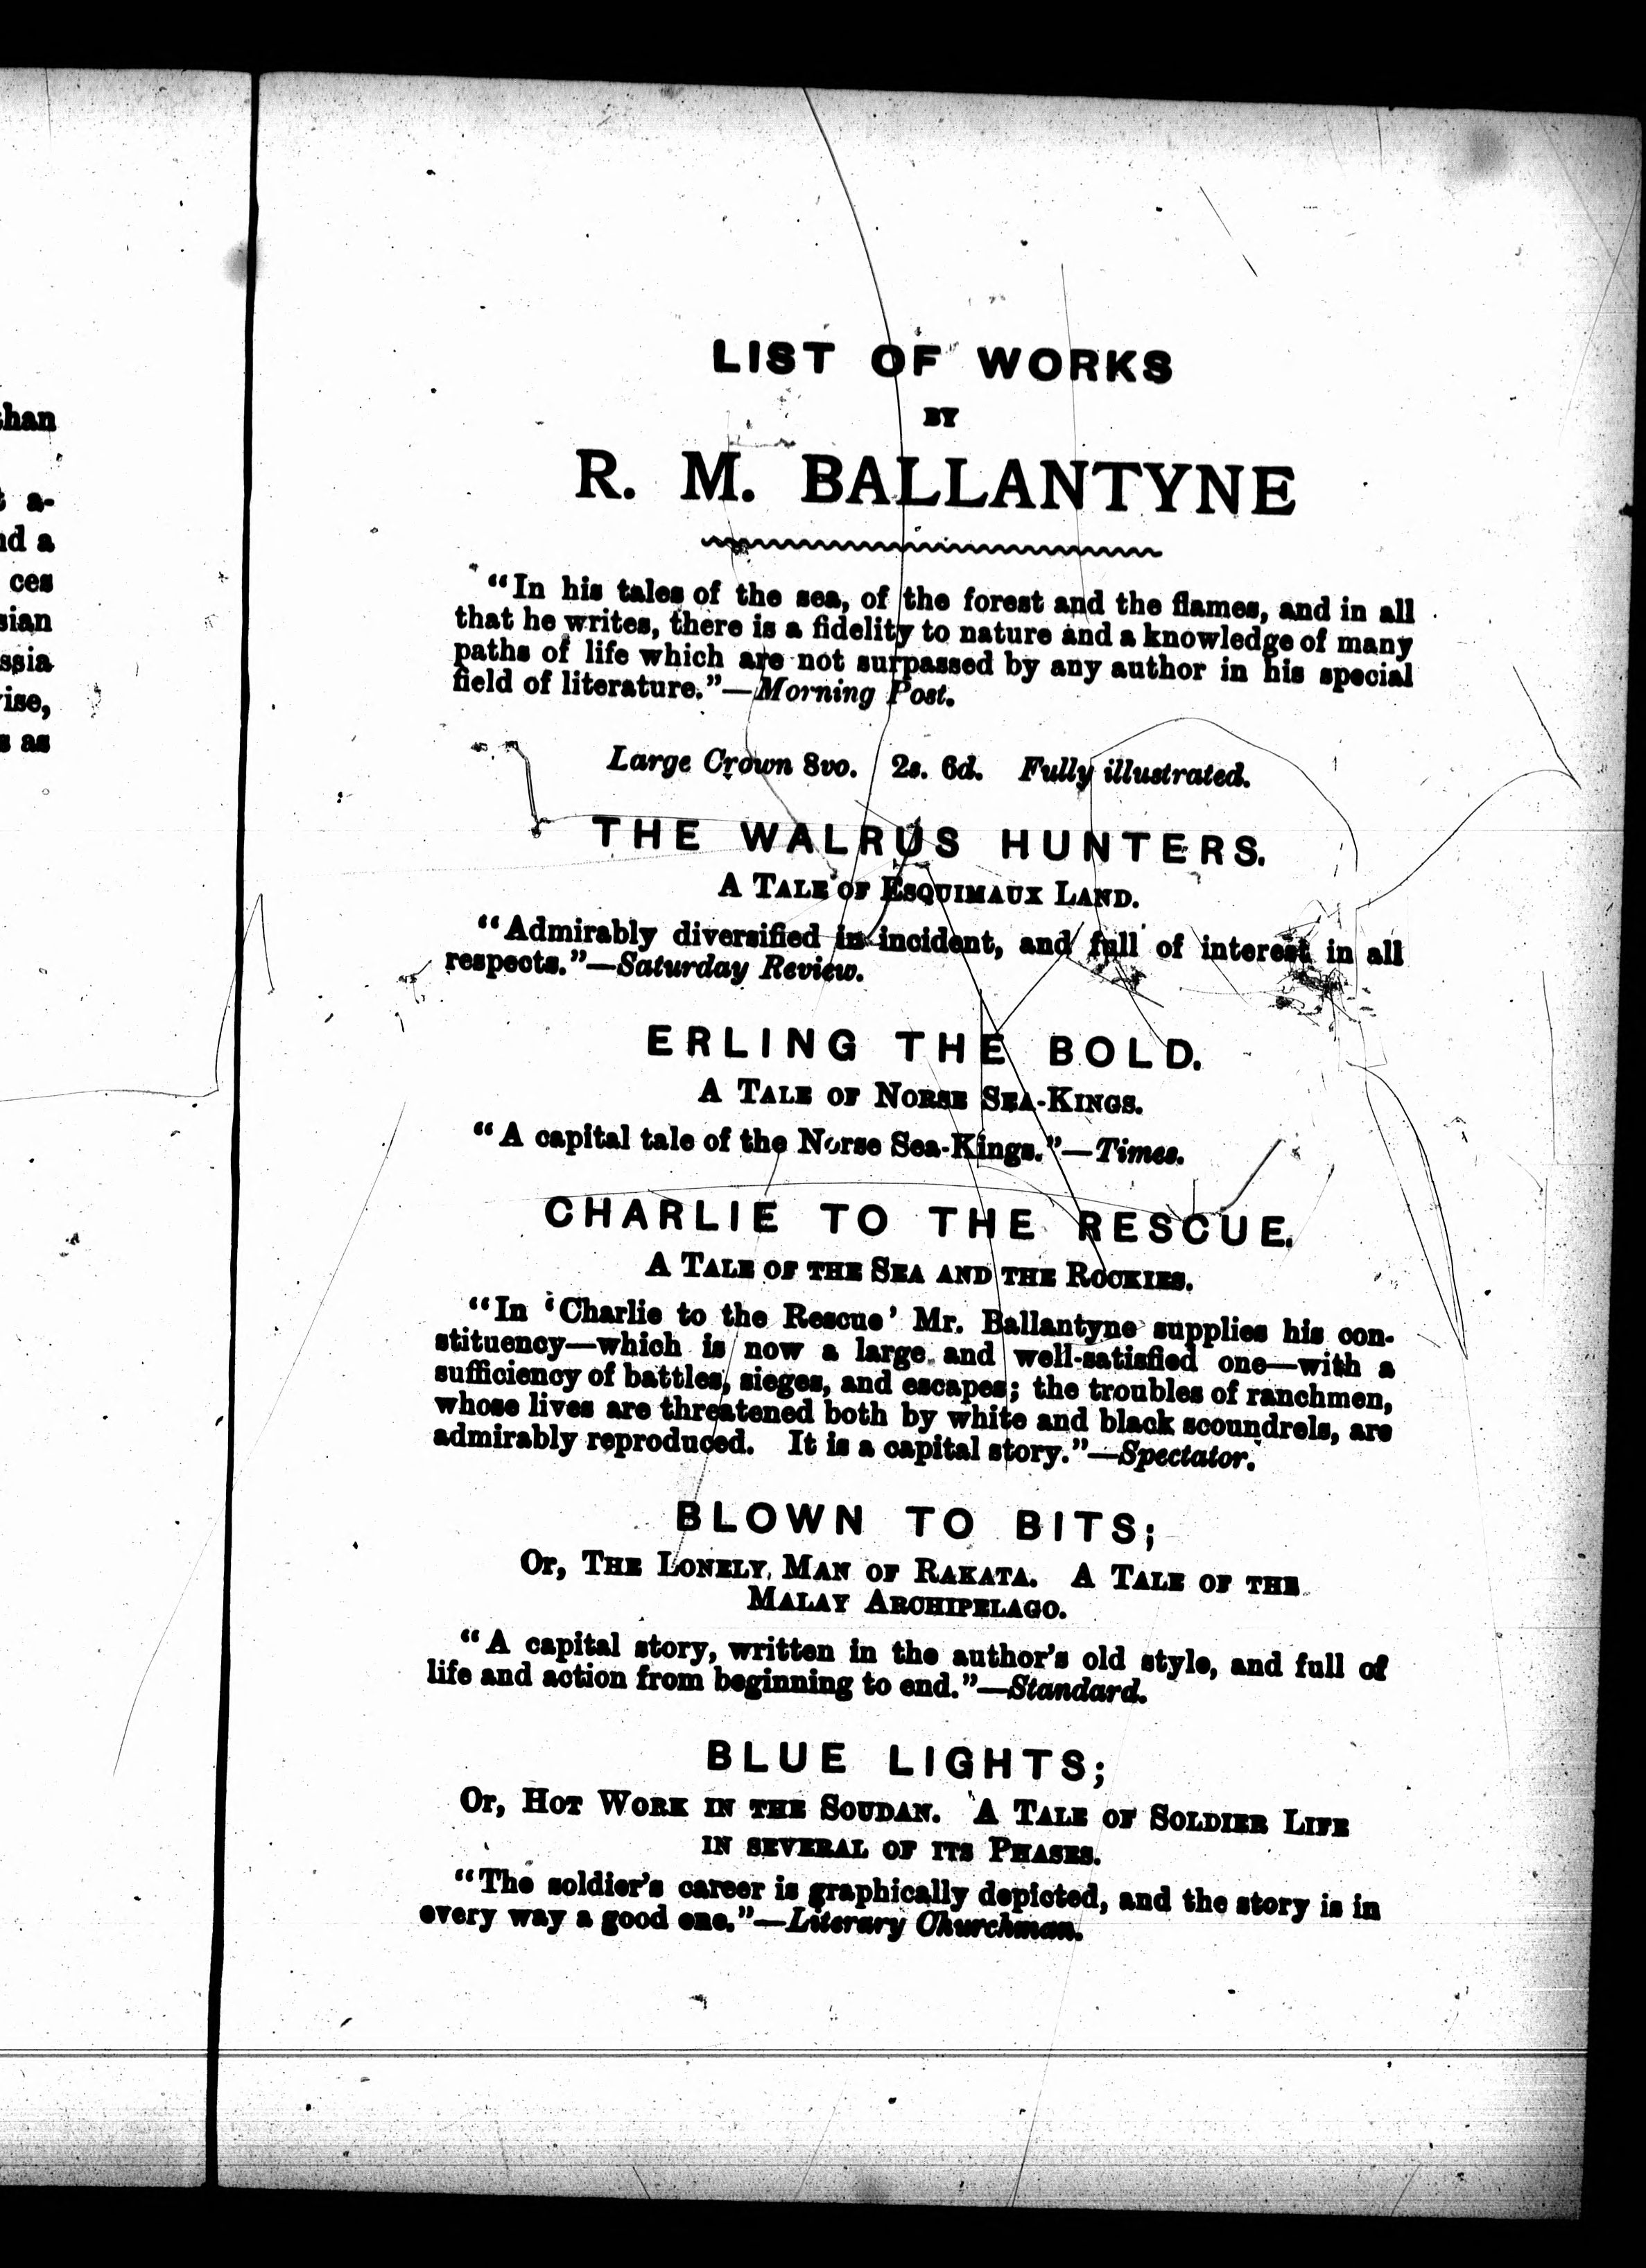 than
a-
nd a
ces
sian
ssia
rise,
s as
LIST OF WORKS
BY
R. M. BALLANTYNE
“In his tales of the sea, of the forest and the flames, and in all
that he writes, there is a fidelity to nature and a knowledge of many
paths of life which are not surpassed by any author in his special
field of literature.”—Morning Post.
Large Crown 8vo. 2s. 6d. Fully illustrated.
THE WALRUS HUNTERS.
A TALE OF ESQUIMAUX LAND.
“Admirably diversified in incident, and full of interest in all
respects.”—Saturday Review.
ERLING THE BOLD.
A TALE OF NORSE SEA-KINGS.
“A capital tale of the Norse Sea-Kings.”—Times.
CHARLIE TO THE RESCUE.
A TALE OF THE SEA AND THE ROCKIES.
“In ‘Charlie to the Rescue’ Mr. Ballantyne supplies his con-
stituency—which is now a large and well-satisfied one—with a
sufficiency of battles, sieges, and escapes; the troubles of ranchmen,
whose lives are threatened both by white and black scoundrels, are
admirably reproduced. It is a capital story.”—Spectator.
BLOWN TO BITS;
Or, THE LONELY MAN OF RAKATA. A TALE OF THE
MALAY ARCHIPELAGO.
“A capital story, written in the author’s old style, and full of
life and action from beginning to end.”—Standard.
BLUE LIGHTS;
Or, HOT WORK IN THE SOUDAN. A TALE OF SOLDIER LIFE
IN SEVERAL OF ITS PHASES.
“The soldier’s career is graphically depicted, and the story is in
every way a good one.”—Literary Churchman.